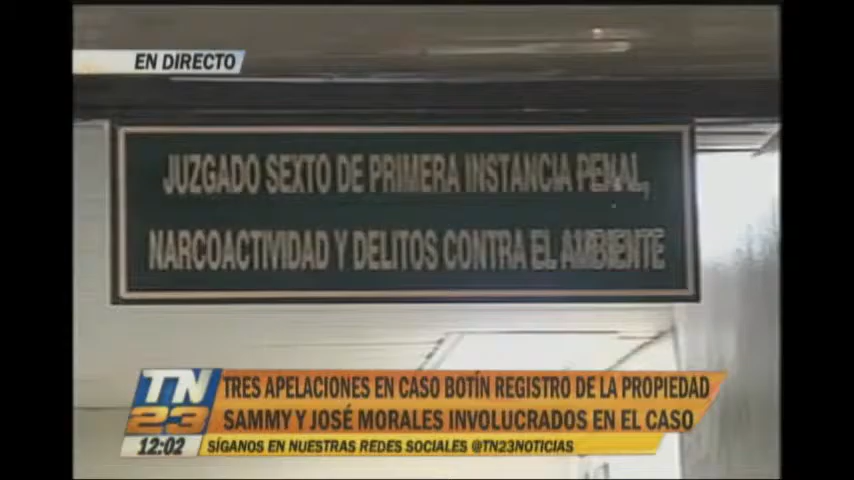 EN DIRECTO
JUZGADO SEXTO DE PRIMERA INSTANCIA PENAL,
NARCOACTIVIDAD Y DELITOS CONTRA EL AMBIENTE
TN
23
12:02
TRES APELACIONES EN CASO BOTÍN REGISTRO DE LA PROPIEDAD
SAMMY Y JOSÉ MORALES INVOLUCRADOS EN EL CASO
SÍGANOS EN NUESTRAS REDES SOCIALES @TN23NOTICIAS